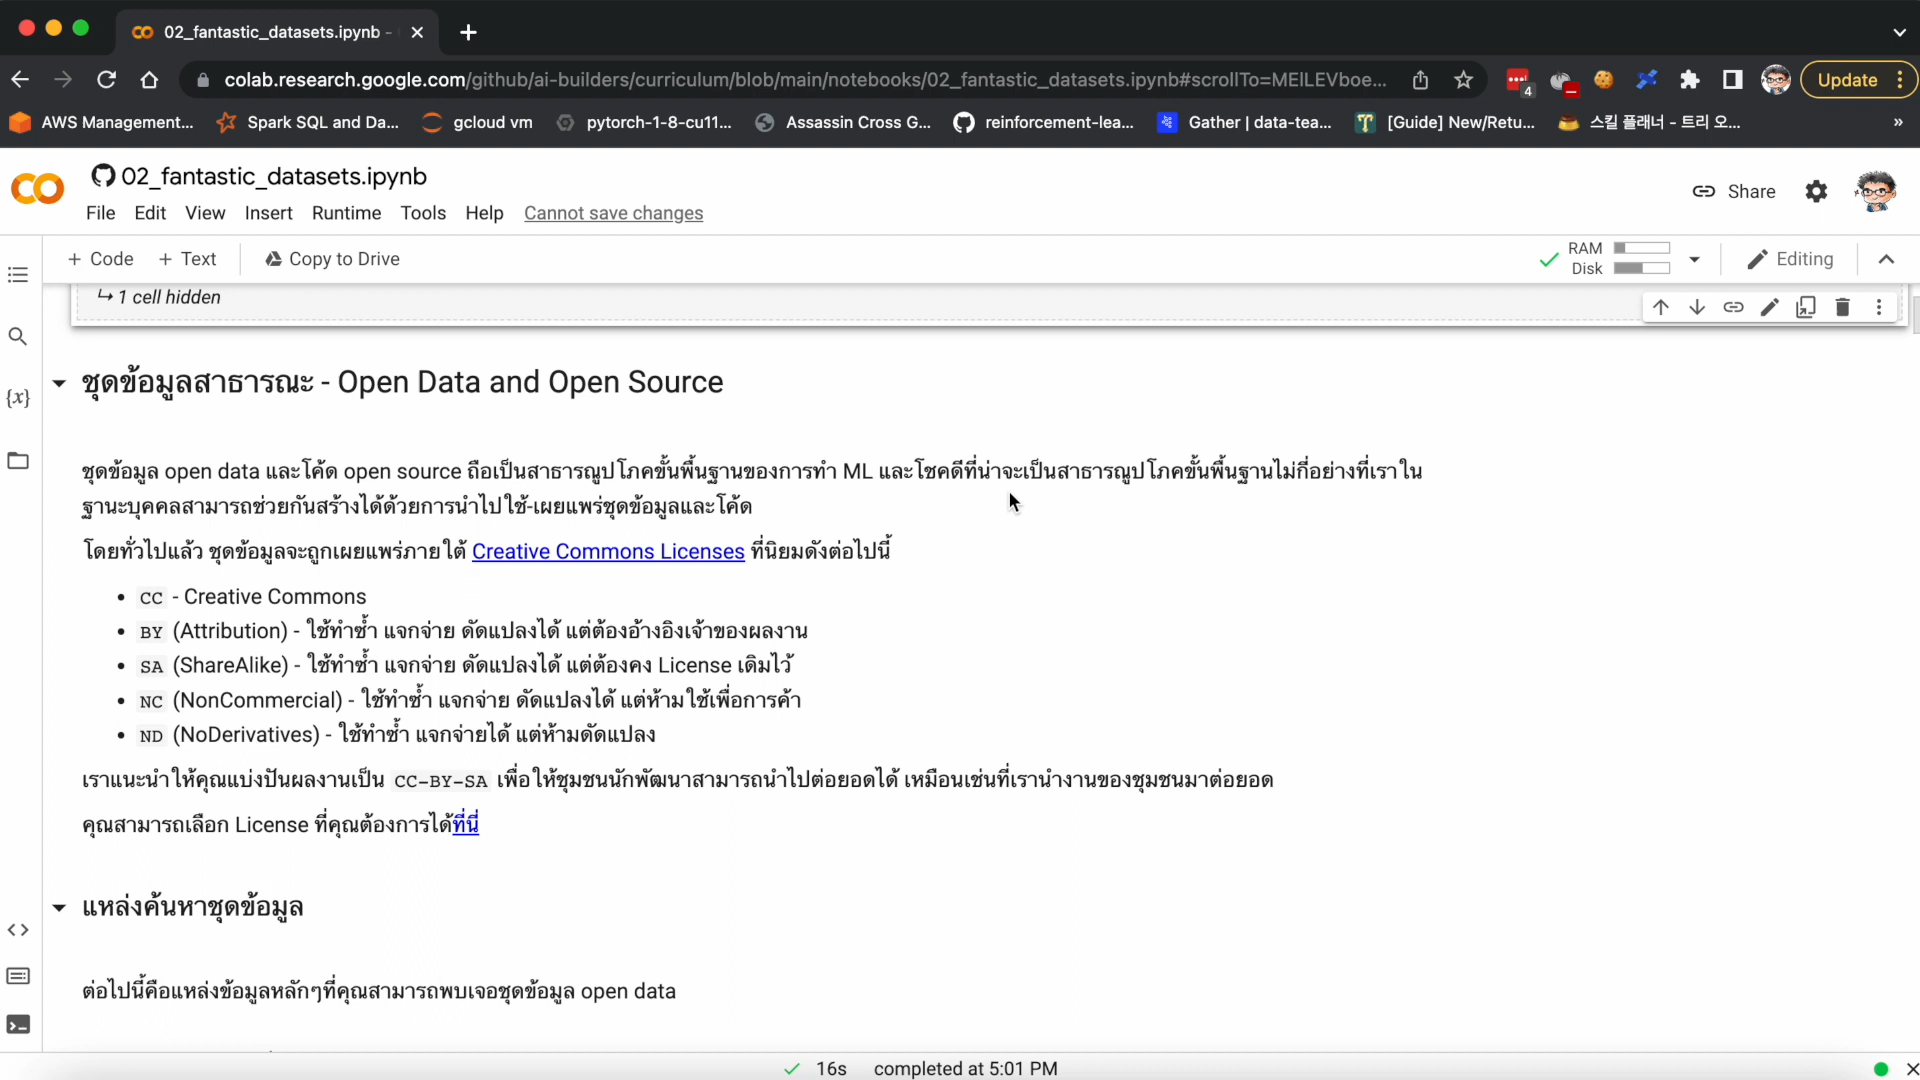 02_fantastic_datasets.ipynb -
colab.research.google.com/github/ai-builders/curriculum/blob/main/notebooks/02_fantastic_datasets.ipynb#scrollTo=MEILEVboe...
4
Update
AWS Management...
Spark SQL and Da...
gcloud vm
pytorch-1-8-cu11...
Assassin Cross G...
reinforcement-lea...
Gather | data-tea...
[Guide] New/Retu...
스킬 플래너 - 트리 오...
»
02_fantastic_datasets.ipynb
File Edit View Insert Runtime Tools Help Cannot save changes
Share
+ Code + Text Copy to Drive
RAM
Disk
Editing
1 cell hidden
{x}
ชุดข้อมูลสาธารณะ - Open Data and Open Source
ชุดข้อมูล open data และโค้ด open source ถือเป็นสาธารณูปโภคขั้นพื้นฐานของการทำ ML และโชคดีที่น่าจะเป็นสาธารณูปโภคขั้นพื้นฐานไม่กี่อย่างที่เราใน
ฐานะบุคคลสามารถช่วยกันสร้างได้ด้วยการนำไปใช้-เผยแพร่ชุดข้อมูลและโค้ด
โดยทั่วไปแล้ว ชุดข้อมูลจะถูกเผยแพร่ภายใต้ Creative Commons Licenses ที่นิยมดังต่อไปนี้
• CC - Creative Commons
• BY (Attribution) - ใช้ทำซ้ำ แจกจ่าย ดัดแปลงได้ แต่ต้องอ้างอิงเจ้าของผลงาน
• SA (ShareAlike) - ใช้ทำซ้ำ แจกจ่าย ดัดแปลงได้ แต่ต้องคง License เดิมไว้
• NC (NonCommercial) - ใช้ทำซ้ำ แจกจ่าย ดัดแปลงได้ แต่ห้ามใช้เพื่อการค้า
• ND (NoDerivatives) - ใช้ทำซ้ำ แจกจ่ายได้ แต่ห้ามดัดแปลง
เราแนะนำให้คุณแบ่งปันผลงานเป็น CC-BY-SA เพื่อให้ชุมชนนักพัฒนาสามารถนำไปต่อยอดได้ เหมือนเช่นที่เรานำงานของชุมชนมาต่อยอด
คุณสามารถเลือก License ที่คุณต้องการได้ที่นี่
แหล่งค้นหาชุดข้อมูล
ต่อไปนี้คือแหล่งข้อมูลหลักๆที่คุณสามารถพบเจอชุดข้อมูล open data
16s completed at 5:01 PM